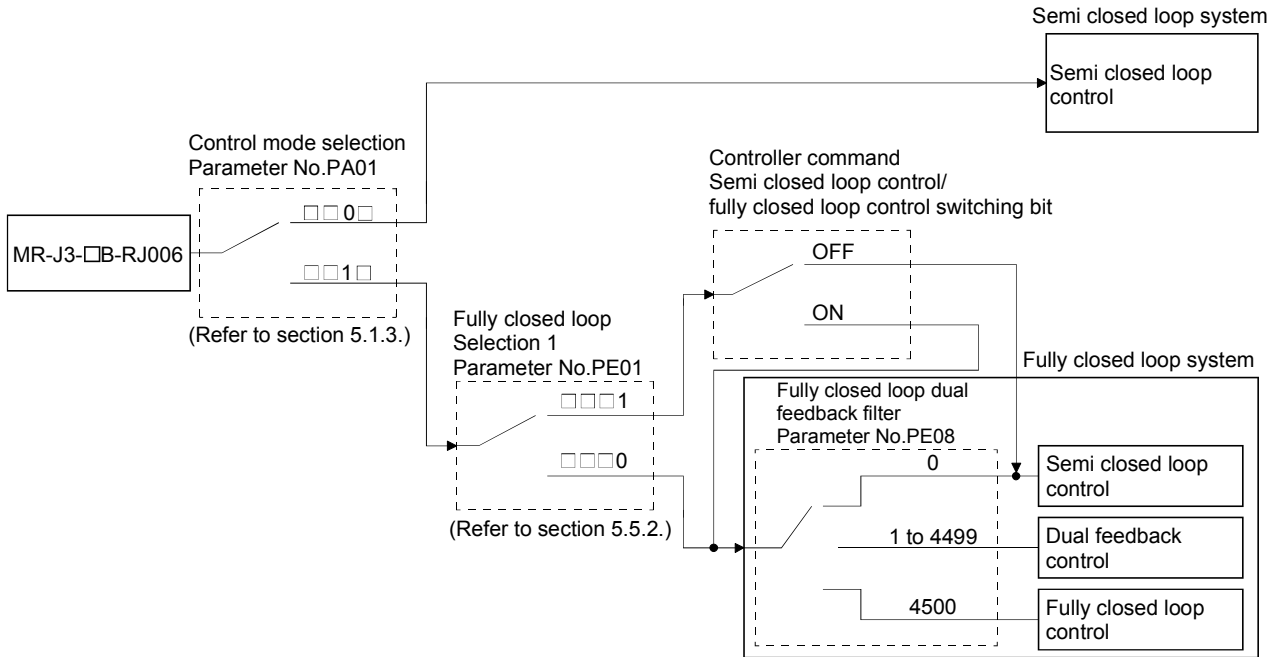 Semi closed loop system
Semi closed loop
control
Control mode selection
Parameter No.PA01
□□0□
□□1□
MR-J3-□B-RJ006
(Refer to section 5.1.3.)
Controller command
Semi closed loop control/
fully closed loop control switching bit
OFF
ON
Fully closed loop
Selection 1
Parameter No.PE01
□□□1
□□□0
(Refer to section 5.5.2.)
Fully closed loop system
Fully closed loop dual
feedback filter
Parameter No.PE08
0
1 to 4499
4500
Semi closed loop
control
Dual feedback
control
Fully closed loop
control